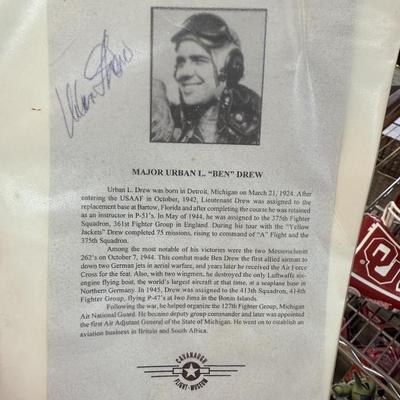 Urban Drew
MAJOR URBAN L. "BEN" DREW
Urban L. Drew was born in Detroit, Michigan on March 21, 1924. After
entering the USAAF in October, 1942, Lieutenant Drew was assigned to the
replacement base at Bartow, Florida and after completing the course he was retained
as an instructor in P-51's. In May of 1944, he was assigned to the 375th Fighter
Squadron, 361st Fighter Group in England. During his tour with the "Yellow
Jackets" Drew completed 75 missions, rising to command of "A" Flight and the
375th Squadron.
Among the most notable of his victories were the two Messerschmitt
262's on October 7, 1944. This combat made Ben Drew the first allied airman to
down two German jets in aerial warfare, and years later he received the Air Force
Cross for the feat. Also, with two wingmen, he destroyed the only Luftwaffe six-
engine flying boat, the world's largest aircraft at that time, at a seaplane base in
Northern Germany. In 1945, Drew was assigned to the 413th Squadron, 414th
Fighter Group, flying P-47's at Iwo Jima in the Bonin Islands.
Following the war, he helped organize the 127th Fighter Group, Michigan
Air National Guard. He became deputy group commander and later was appointed
the first Air Adjutant General of the State of Michigan. He went on to establish an
aviation business in Britain and South Africa.
CAVANAUGH
FLIGHT MUSEUM